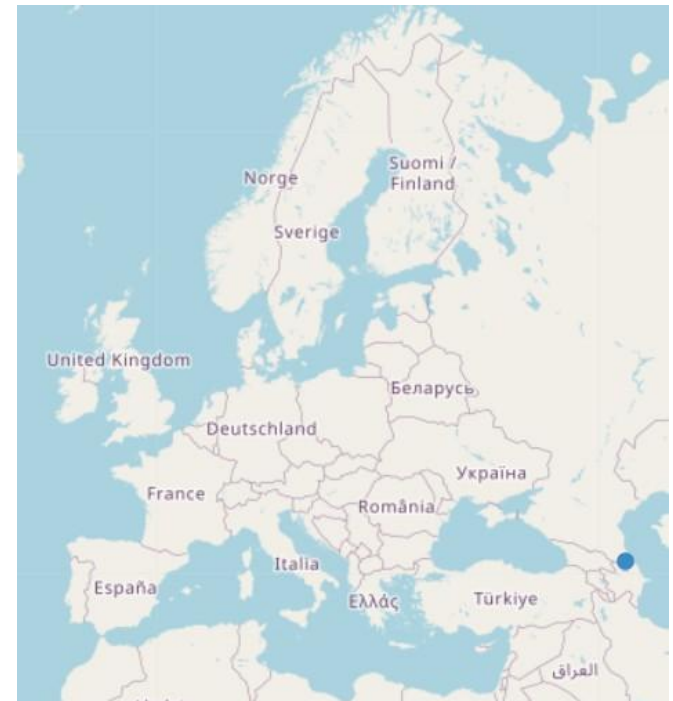 Norge
Suomi /
Finland
Sverige
United Kingdom
Беларусь
Deutschland
Україна
France
România
Italia
España
Ελλάς
Türkiye
العراق